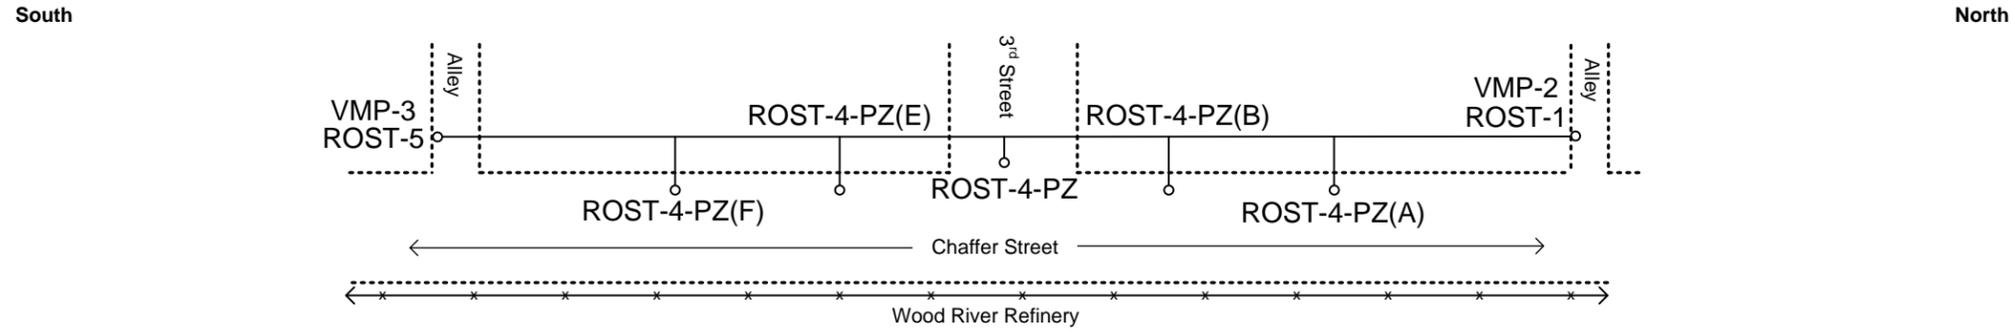 South
North
Alley
3rd Street
Alley
VMP-3
ROST-5
ROST-4-PZ(E)
ROST-4-PZ(B)
VMP-2
ROST-1
ROST-4-PZ
ROST-4-PZ(F)
ROST-4-PZ(A)
Chaffer Street
x x x x x x x x x x x x x x
Wood River Refinery